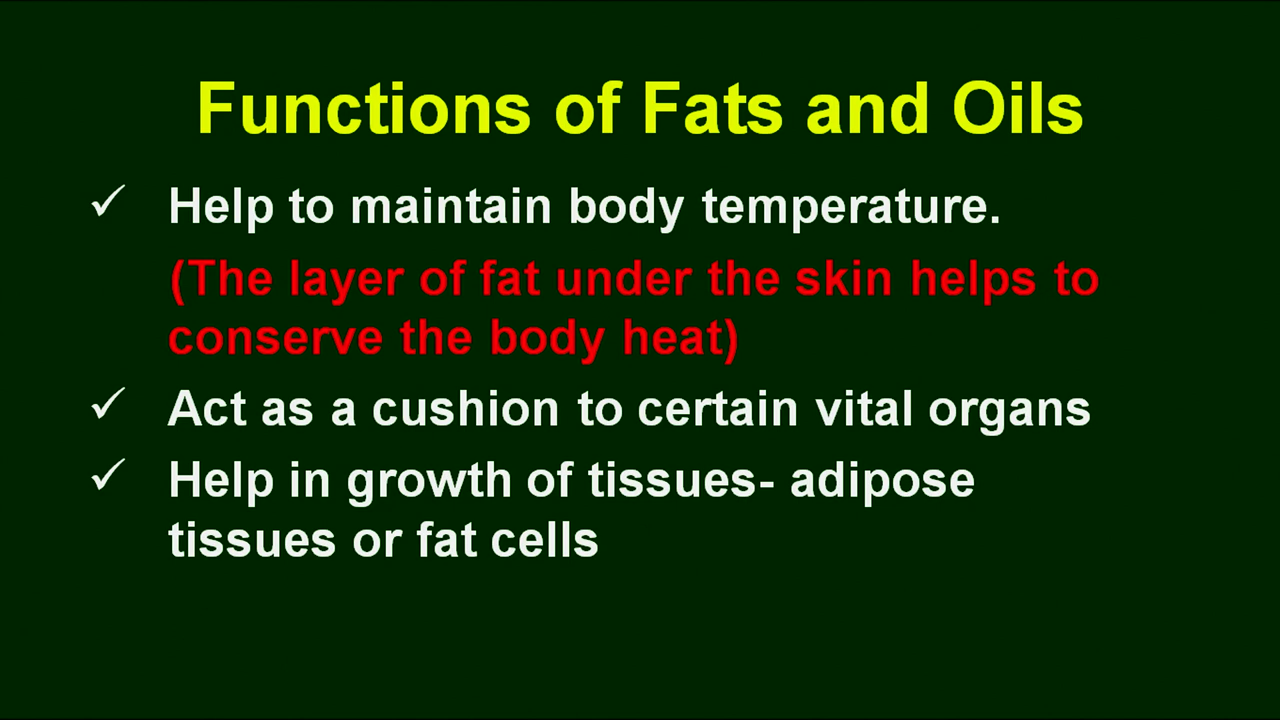 Functions of Fats and Oils
✓ Help to maintain body temperature.
(The layer of fat under the skin helps to
conserve the body heat)
✓ Act as a cushion to certain vital organs
✓ Help in growth of tissues- adipose
tissues or fat cells